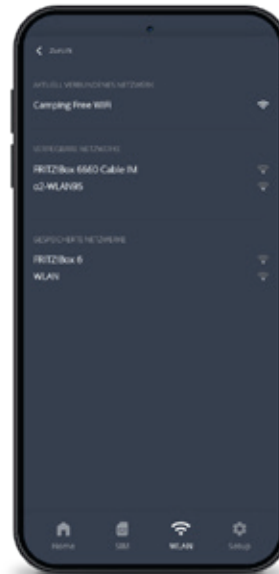 Zurück
AKTUELL VERBUNDENES NETZWERK
Camping Free WiFi
FRITZ!Box 6660 Cable IM
o2-WLAN95
GESPEICHERTE NETZWERKE
FRITZ!Box 6
WLAN
Home
SIM
WLAN
Setup